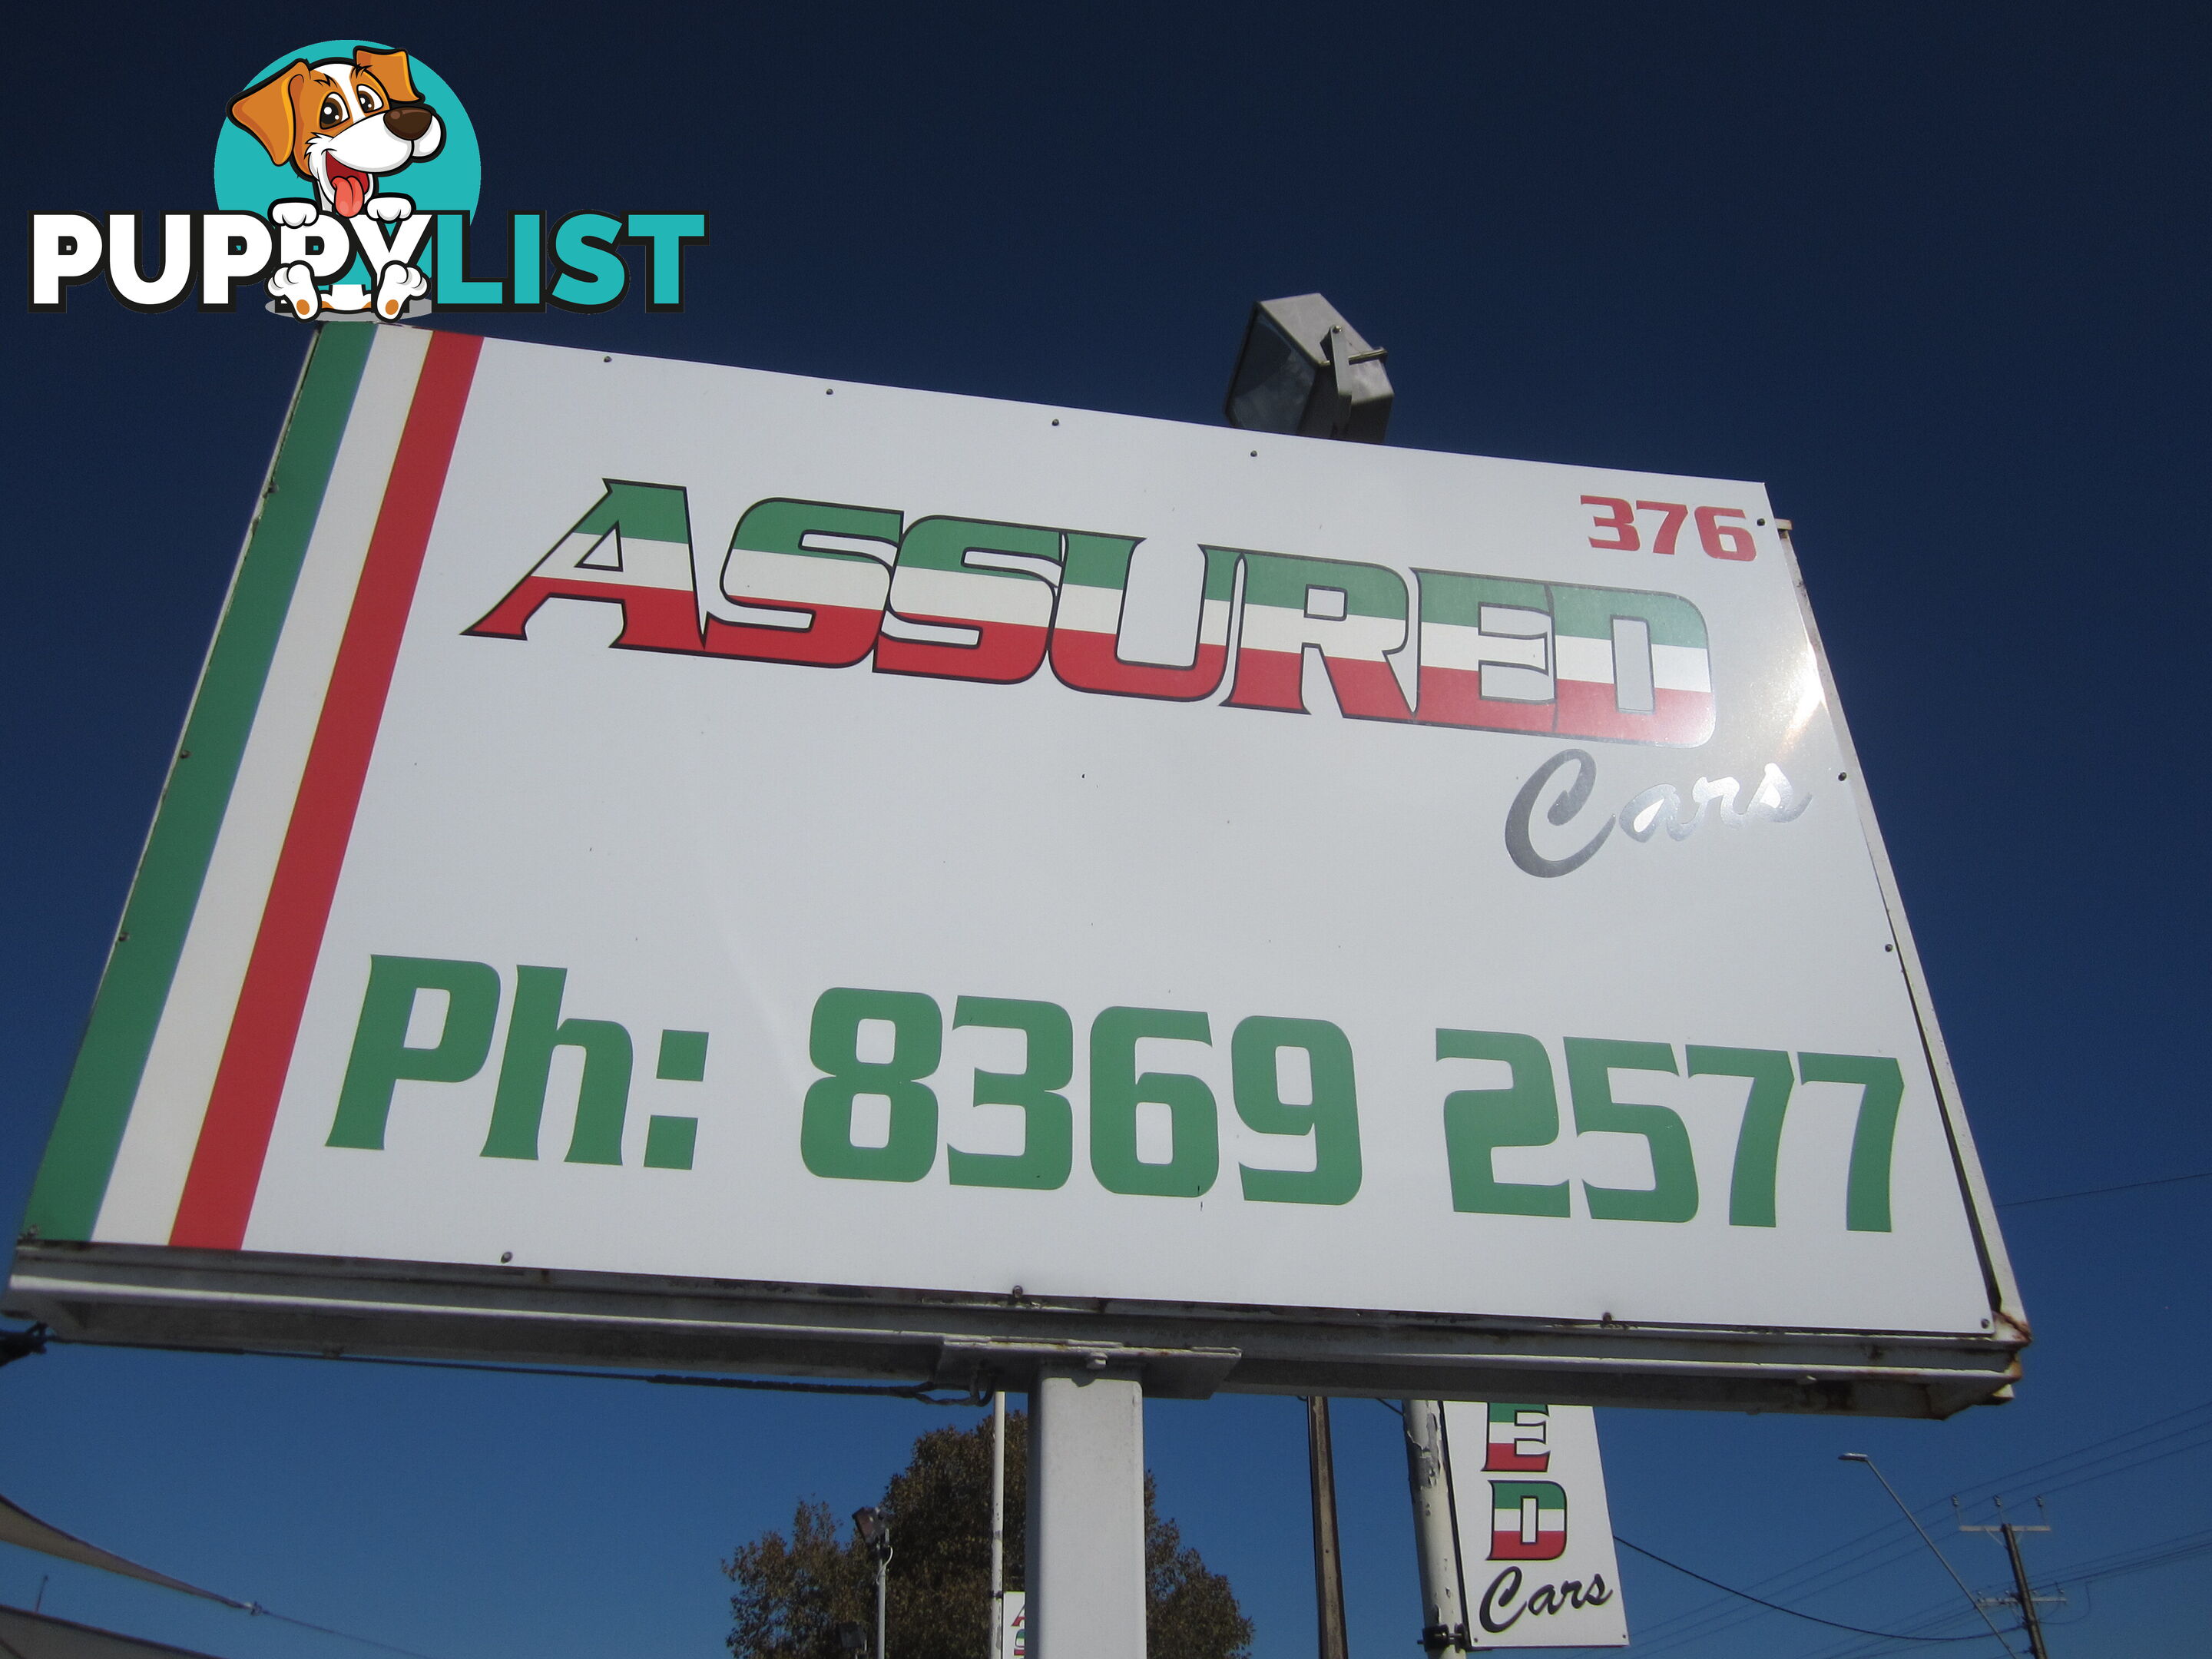 PUPPYLIST
376
ASSURED
Cars
Ph: 8369 2577
ED
Cars